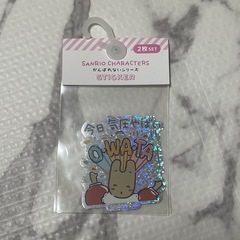 2枚SET
SANRIO CHARACTERS
がんばれないシリーズ
STICKER
今日
OWATA